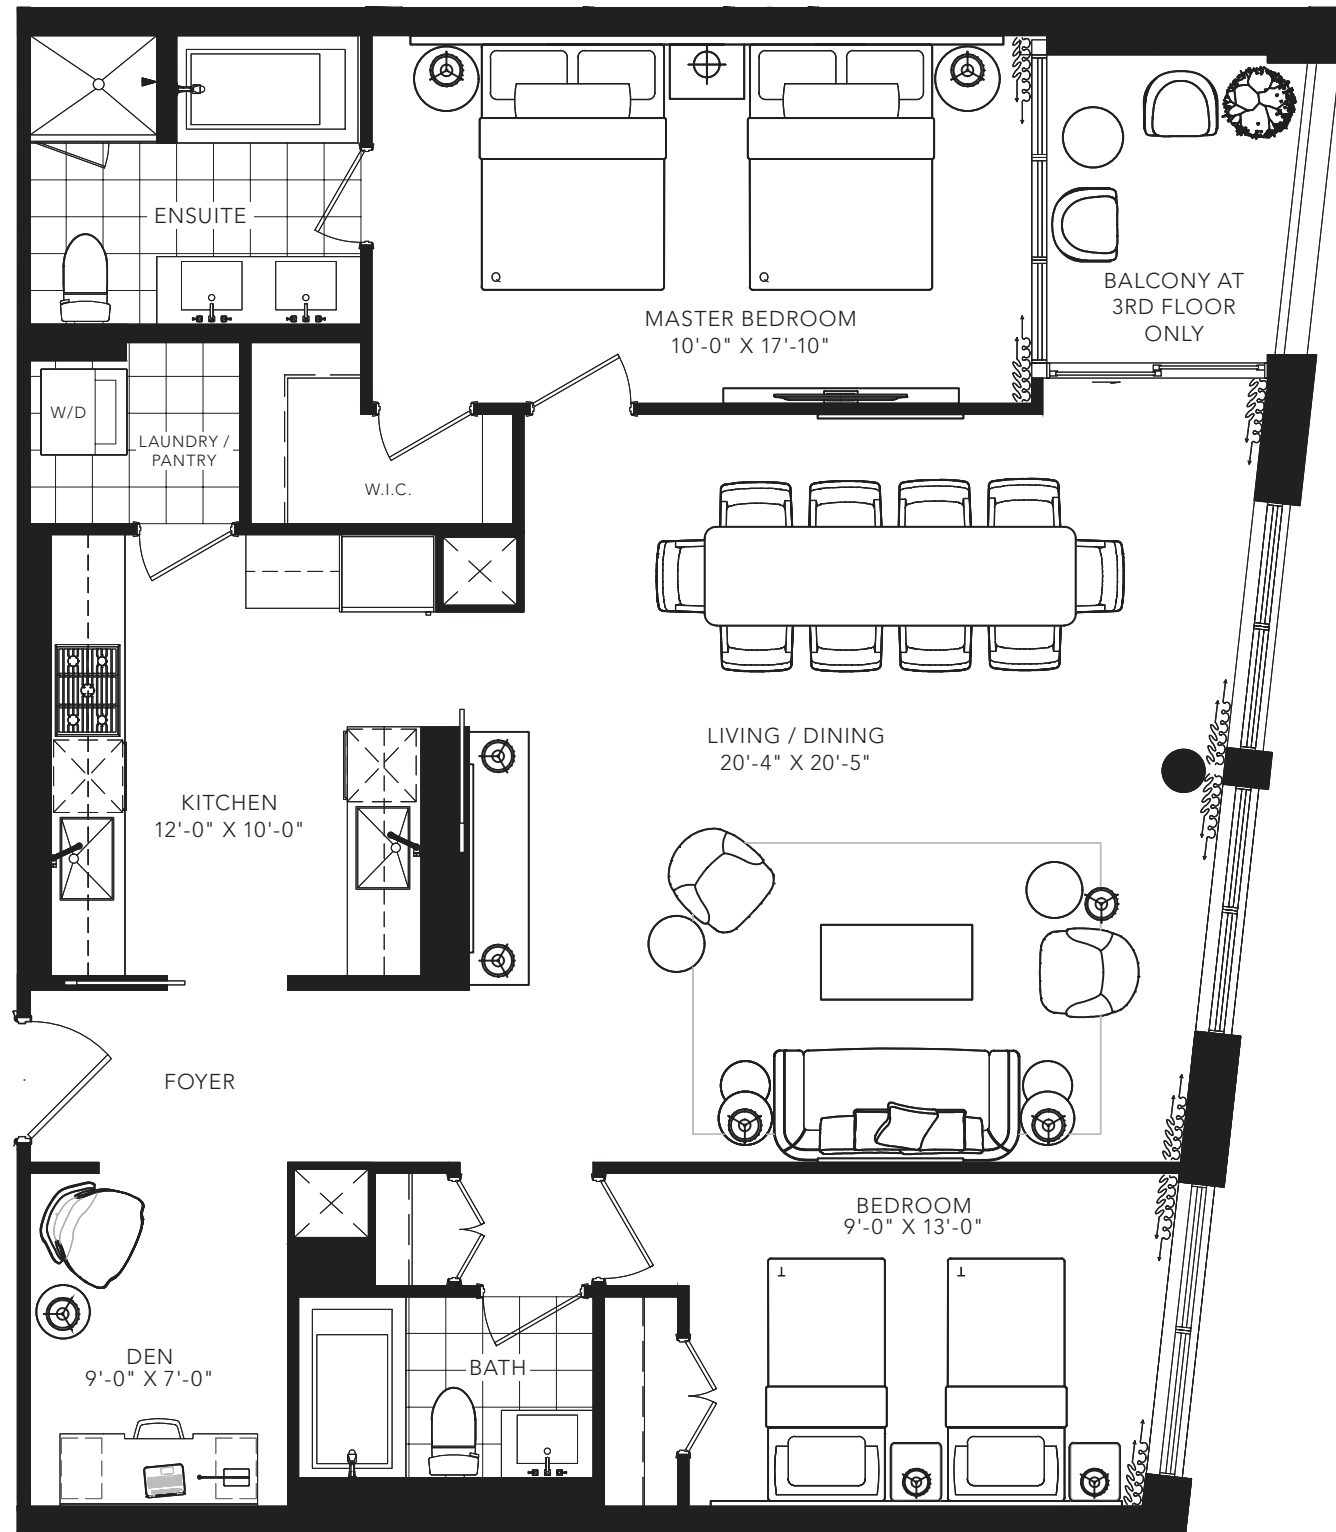 ENSUITE
Q
Q
MASTER BEDROOM
10'-0" X 17'-10"
BALCONY AT
3RD FLOOR
ONLY
W/D
LAUNDRY /
PANTRY
W.I.C.
LIVING / DINING
20'-4" X 20'-5"
KITCHEN
12'-0" X 10'-0"
FOYER
BEDROOM
9'-0" X 13'-0"
T
T
DEN
9'-0" X 7'-0"
BATH